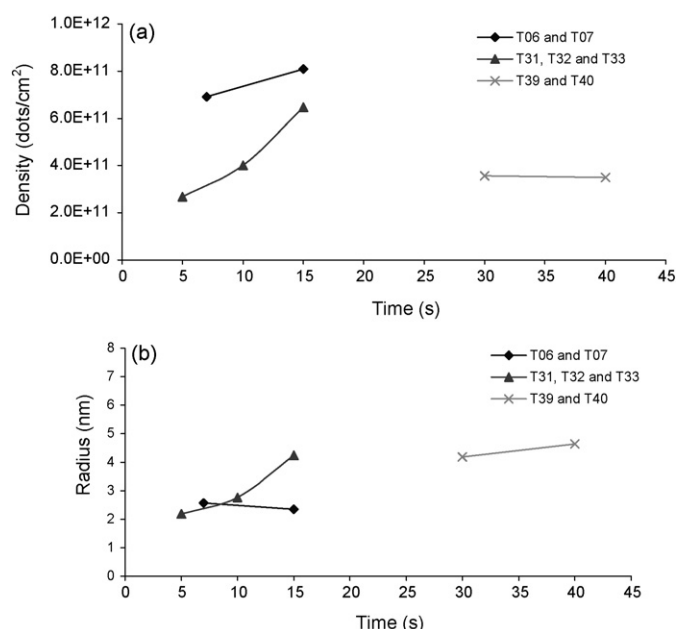 (a)
1.0E+12
8.0E+11
6.0E+11
4.0E+11
2.0E+11
0.0E+00
Density (dots/cm²)
T06 and T07
T31, T32 and T33
T39 and T40
0 5 10 15 20 25 30 35 40 45
Time (s)
(b)
8
7
6
5
4
3
2
1
0
Radius (nm)
T06 and T07
T31, T32 and T33
T39 and T40
0 5 10 15 20 25 30 35 40 45
Time (s)